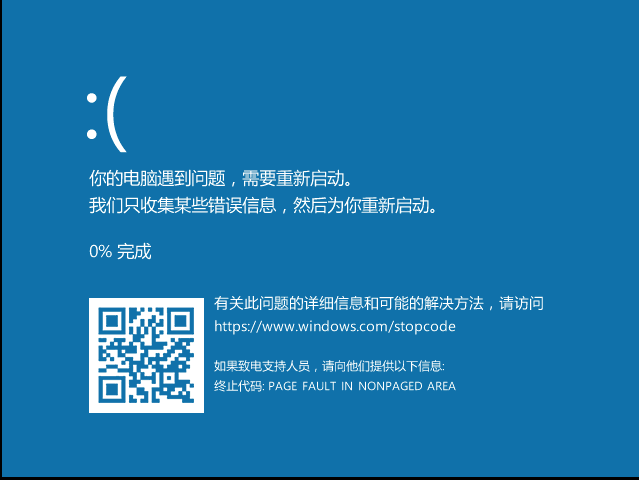 :(
你的电脑遇到问题，需要重新启动。
我们只收集某些错误信息，然后为你重新启动。
0% 完成
有关此问题的详细信息和可能的解决方法，请访问
https://www.windows.com/stopcode
如果致电支持人员，请向他们提供以下信息:
终止代码: PAGE FAULT IN NONPAGED AREA